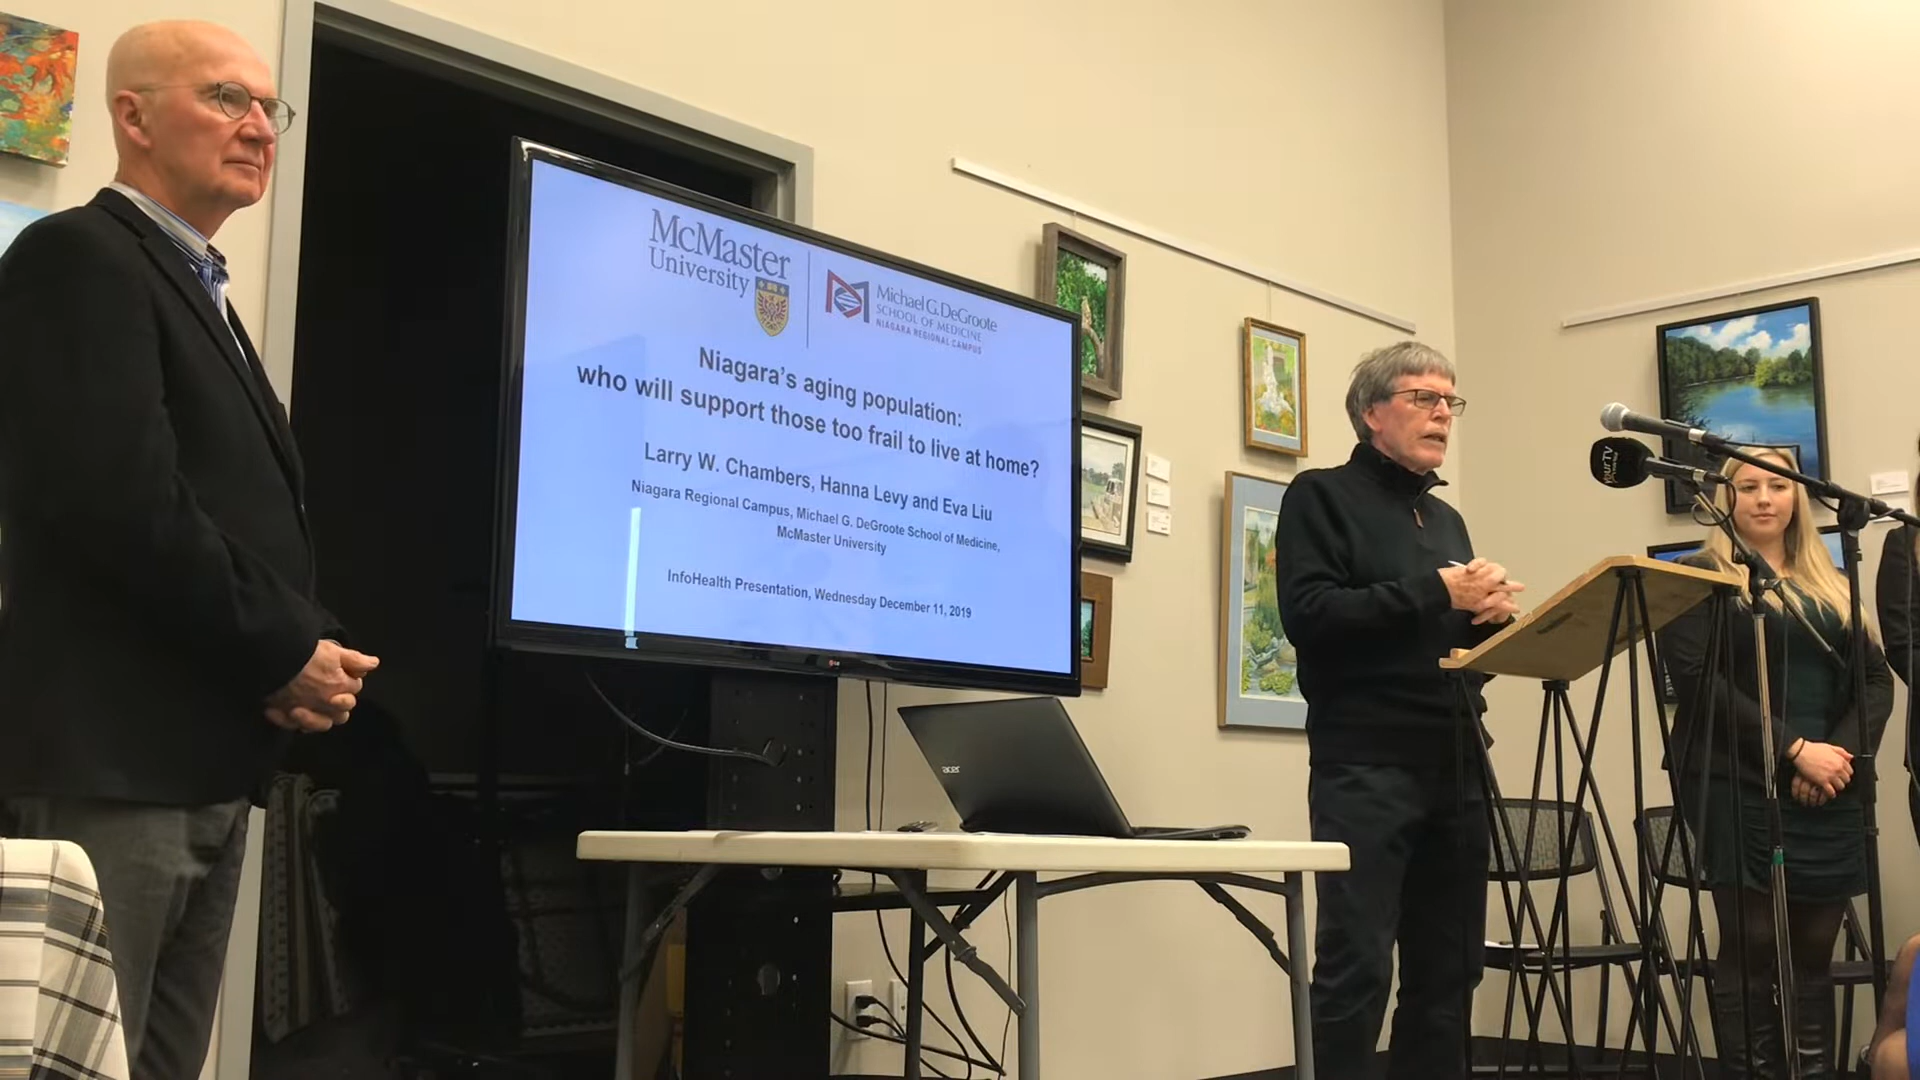 McMaster
University
Michael G. DeGroote
SCHOOL OF MEDICINE
NIAGARA REGIONAL CAMPUS
Niagara's aging population:
who will support those too frail to live at home?
Larry W. Chambers, Hanna Levy and Eva Liu
Niagara Regional Campus, Michael G. DeGroote School of Medicine,
McMaster University
InfoHealth Presentation, Wednesday December 11, 2019
LG
acer
yourTV